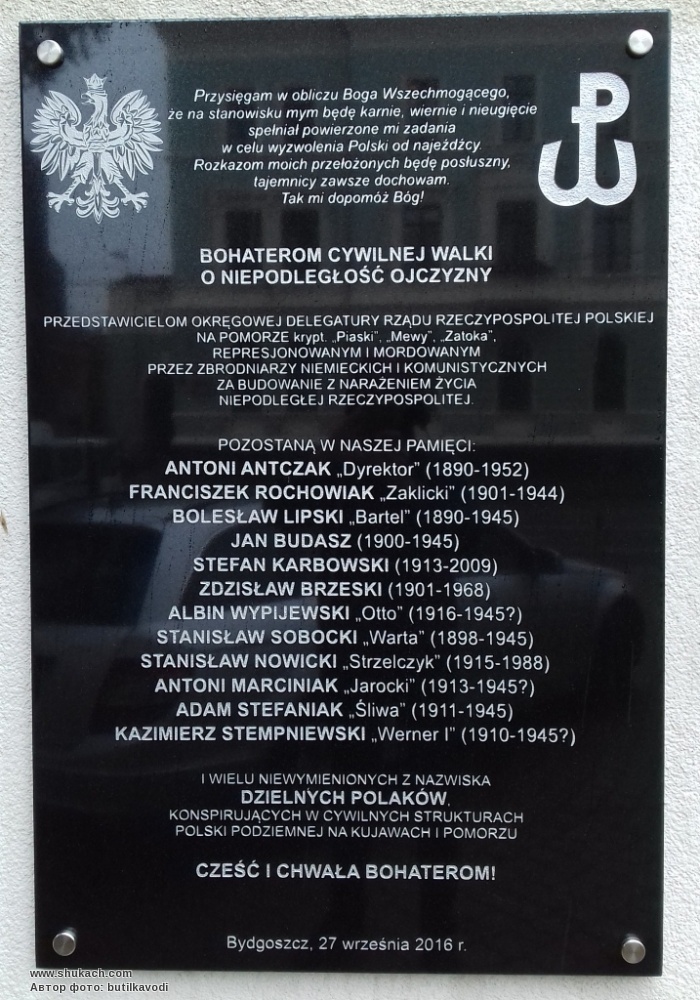 Przysięgam w obliczu Boga Wszechmogącego,
że na stanowisku mym będę karnie, wiernie i nieugięcie
spełniał powierzone mi zadania
w celu wyzwolenia Polski od najeźdźcy.
Rozkazom moich przełożonych będę posłuszny,
tajemnicy zawsze dochowam.
Tak mi dopomóż Bóg!
BOHATEROM CYWILNEJ WALKI
O NIEPODLEGŁOŚĆ OJCZYZNY
PRZEDSTAWICIELOM OKRĘGOWEJ DELEGATURY RZĄDU RZECZYPOSPOLITEJ POLSKIEJ
NA POMORZE krypt. „Piaski”, „Mewy”, „Zatoka”,
REPRESJONOWANYM I MORDOWANYM
PRZEZ ZBRODNIARZY NIEMIECKICH I KOMUNISTYCZNYCH
ZA BUDOWANIE Z NARAŻENIEM ŻYCIA
NIEPODLEGŁEJ RZECZYPOSPOLITEJ.
POZOSTANĄ W NASZEJ PAMIĘCI:
ANTONI ANTCZAK „Dyrektor” (1890-1952)
FRANCISZEK ROCHOWIAK „Zaklicki” (1901-1944)
BOLESŁAW LIPSKI „Bartel” (1890-1945)
JAN BUDASZ (1900-1945)
STEFAN KARBOWSKI (1913-2009)
ZDZISŁAW BRZESKI (1901-1968)
ALBIN WYPIJEWSKI „Otto” (1916-1945?)
STANISŁAW SOBOCKI „Warta” (1898-1945)
STANISŁAW NOWICKI „Strzelczyk” (1915-1988)
ANTONI MARCINIAK „Jarocki” (1913-1945?)
ADAM STEFANIAK „Śliwa” (1911-1945)
KAZIMIERZ STEMPNIEWSKI „Werner I” (1910-1945?)
I WIELU NIEWYMIENIONYCH Z NAZWISKA
DZIELNYCH POLAKÓW,
KONSPIRUJĄCYCH W CYWILNYCH STRUKTURACH
POLSKI PODZIEMNEJ NA KUJAWACH I POMORZU
CZEŚĆ I CHWAŁA BOHATEROM!
Bydgoszcz, 27 września 2016 r.
www.shukach.com
Автор фото: butilkavodi